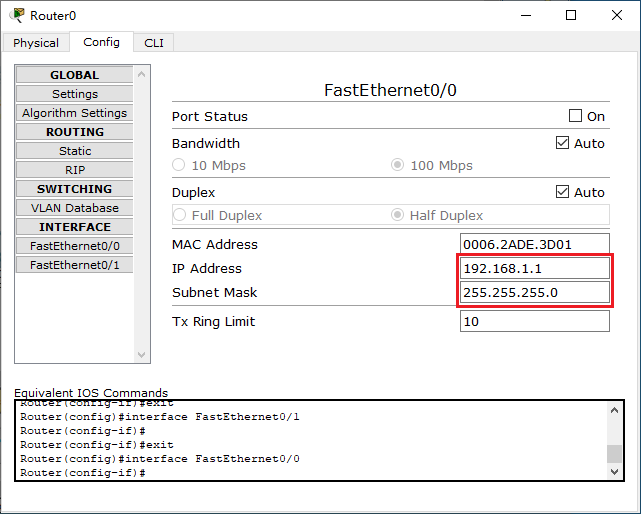 Router0
Physical Config CLI
GLOBAL
Settings
Algorithm Settings
ROUTING
Static
RIP
SWITCHING
VLAN Database
INTERFACE
FastEthernet0/0
FastEthernet0/1
FastEthernet0/0
Port Status On
Bandwidth Auto
10 Mbps 100 Mbps
Duplex Auto
Full Duplex Half Duplex
MAC Address 0006.2ADE.3D01
IP Address 192.168.1.1
Subnet Mask 255.255.255.0
Tx Ring Limit 10
Equivalent IOS Commands
Router(config-if)#exit
Router(config)#interface FastEthernet0/1
Router(config-if)#
Router(config-if)#exit
Router(config)#interface FastEthernet0/0
Router(config-if)#